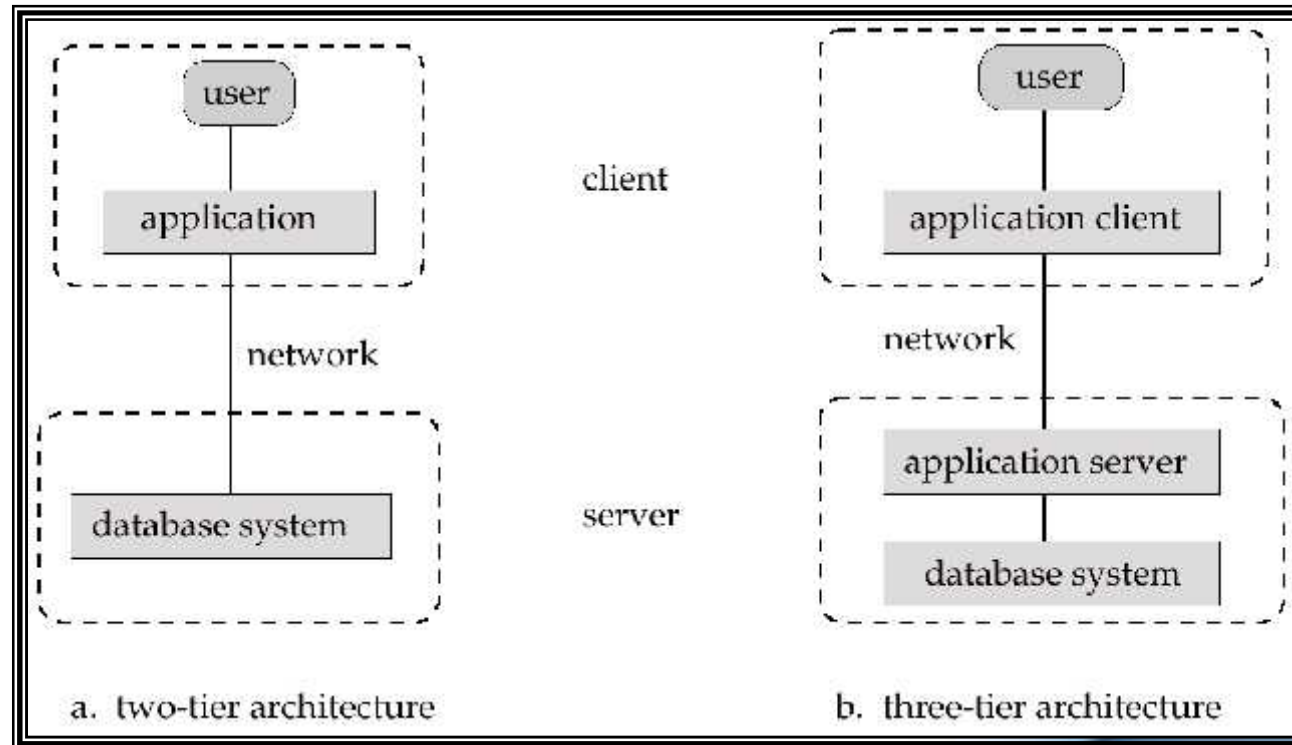 user
application
network
database system
a. two-tier architecture
client
server
user
application client
network
application server
database system
b. three-tier architecture